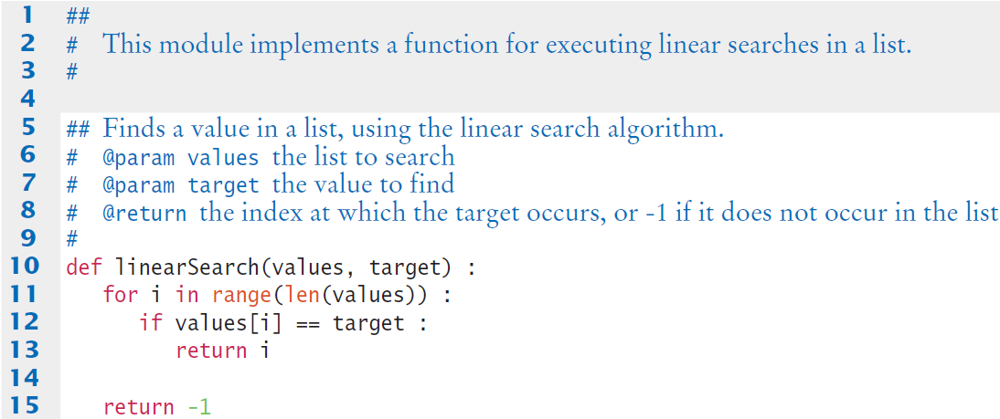 1 ##
2 # This module implements a function for executing linear searches in a list.
3 #
4
5 ## Finds a value in a list, using the linear search algorithm.
6 # @param values the list to search
7 # @param target the value to find
8 # @return the index at which the target occurs, or -1 if it does not occur in the list
9 #
10 def linearSearch(values, target) :
11    for i in range(len(values)) :
12       if values[i] == target :
13          return i
14
15    return -1